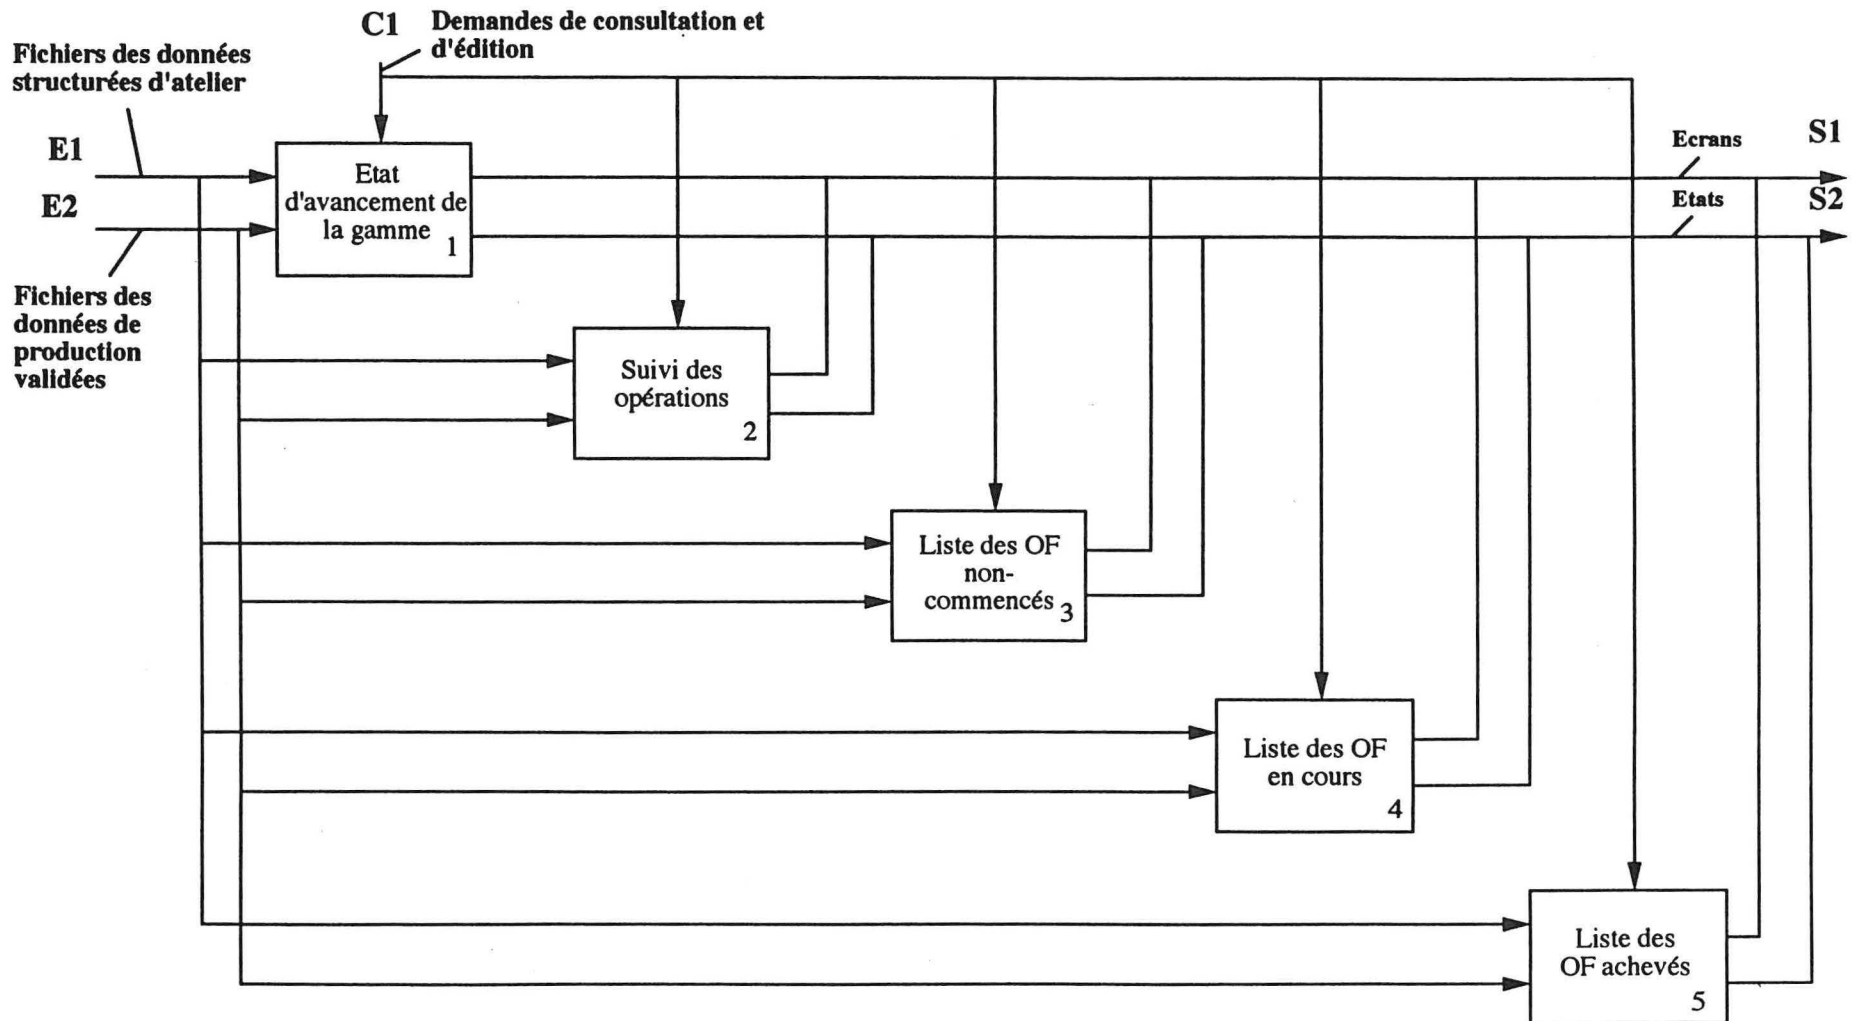 C1
Demandes de consultation et
d'édition
Fichiers des données
structurées d'atelier
E1
E2
Fichiers des
données de
production
validées
Etat
d'avancement de
la gamme
1
Ecrans
S1
Etats
S2
Suivi des
opérations
2
Liste des OF
non-
commencés
3
Liste des OF
en cours
4
Liste des
OF achevés
5